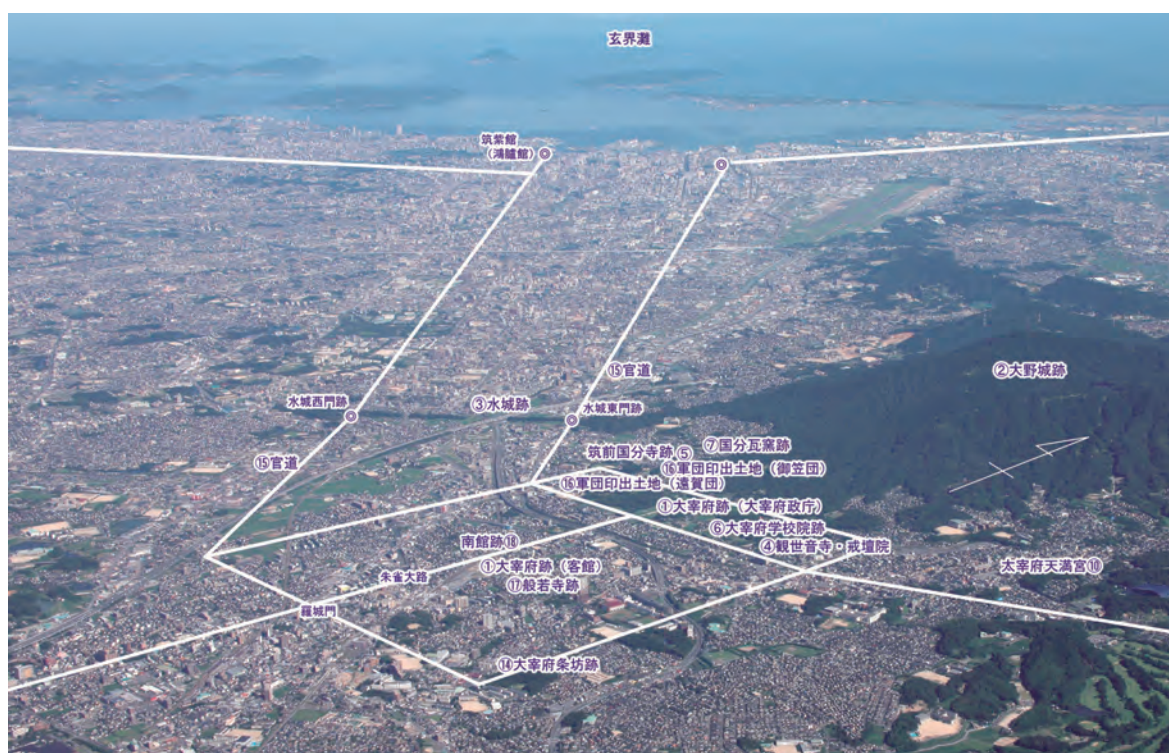 玄界灘
筑紫館
（鴻臚館）
②大野城跡
⑮官道
水城西門跡
③水城跡
水城東門跡
⑦国分瓦窯跡
筑前国分寺跡⑤
⑮官道
⑯軍団印出土地（御笠団）
⑯軍団印出土地（遠賀団）
①大宰府跡（大宰府政庁）
⑥大宰府学校院跡
南館跡⑱
④観世音寺・戒壇院
①大宰府跡（客館）
太宰府天満宮⑩
朱雀大路
⑰般若寺跡
羅城門
⑭大宰府条坊跡